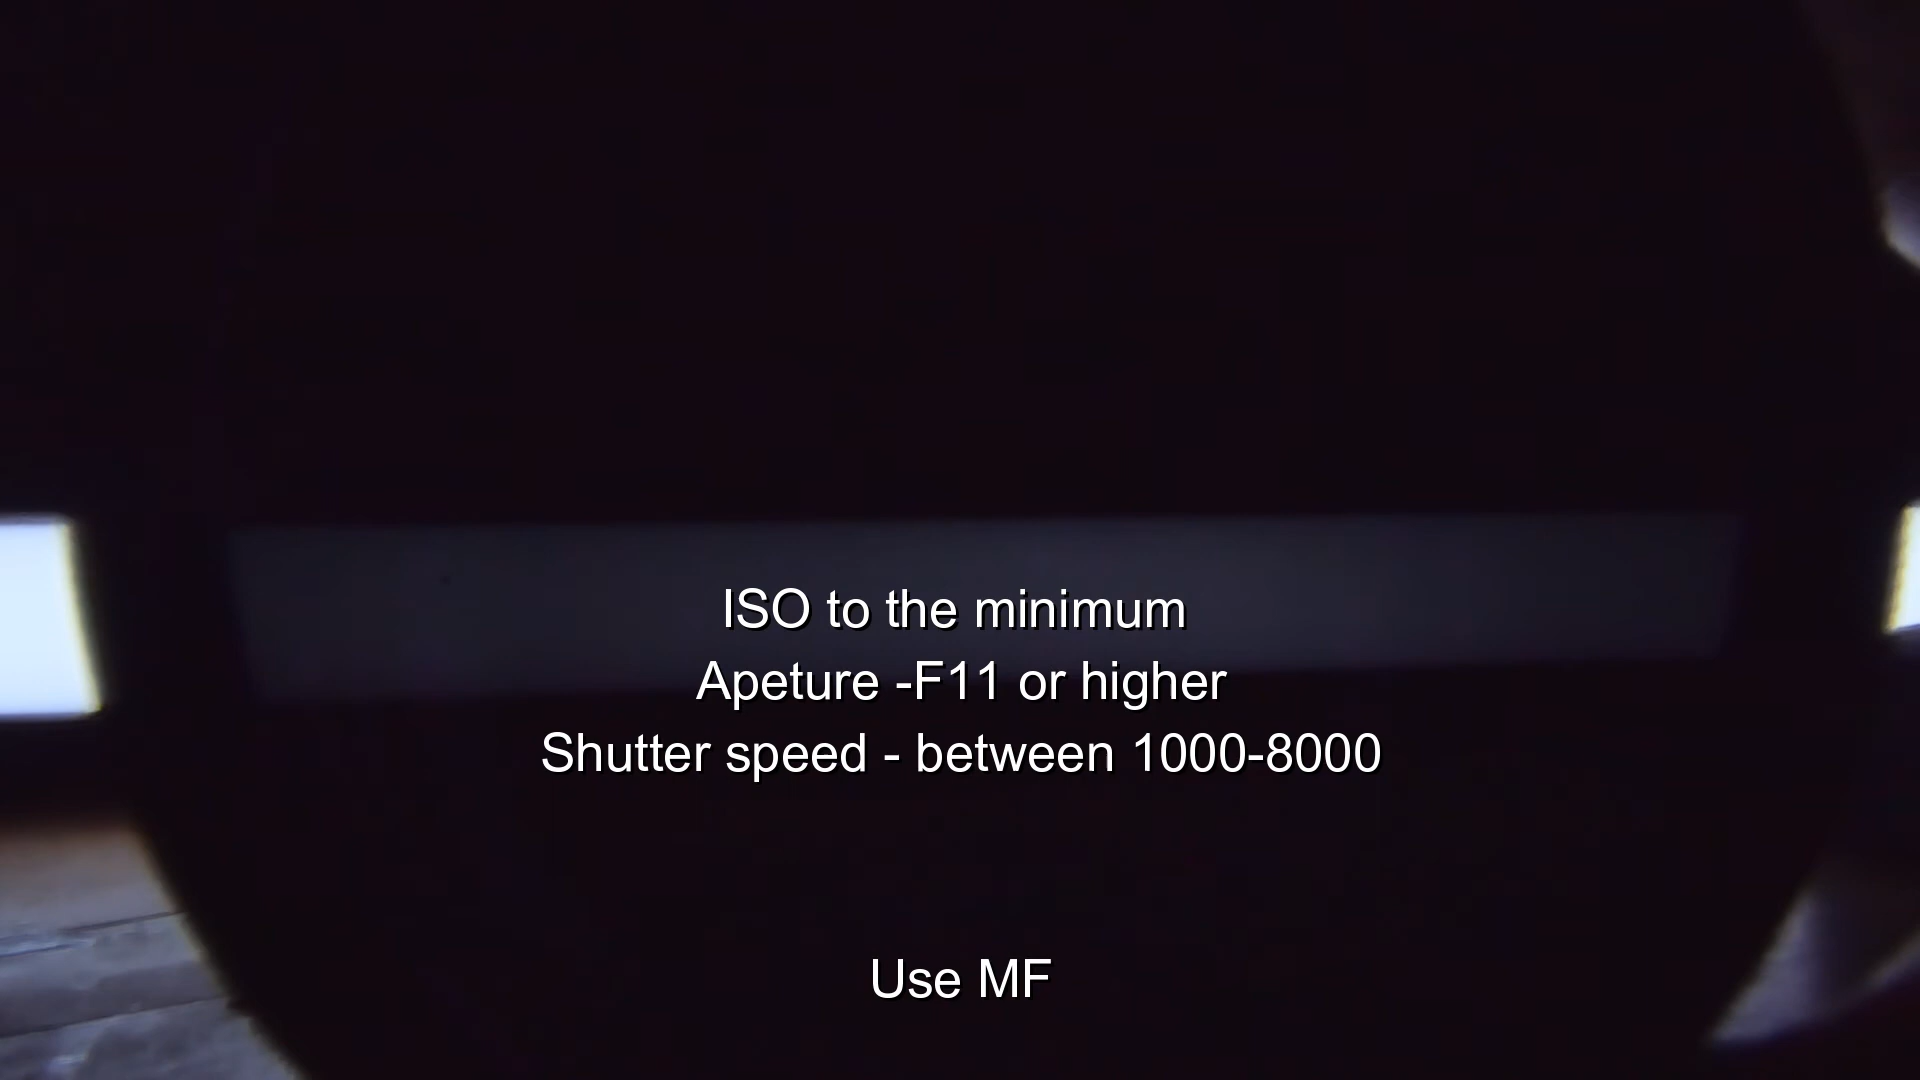 ISO to the minimum
Apeture -F11 or higher
Shutter speed - between 1000-8000
Use MF